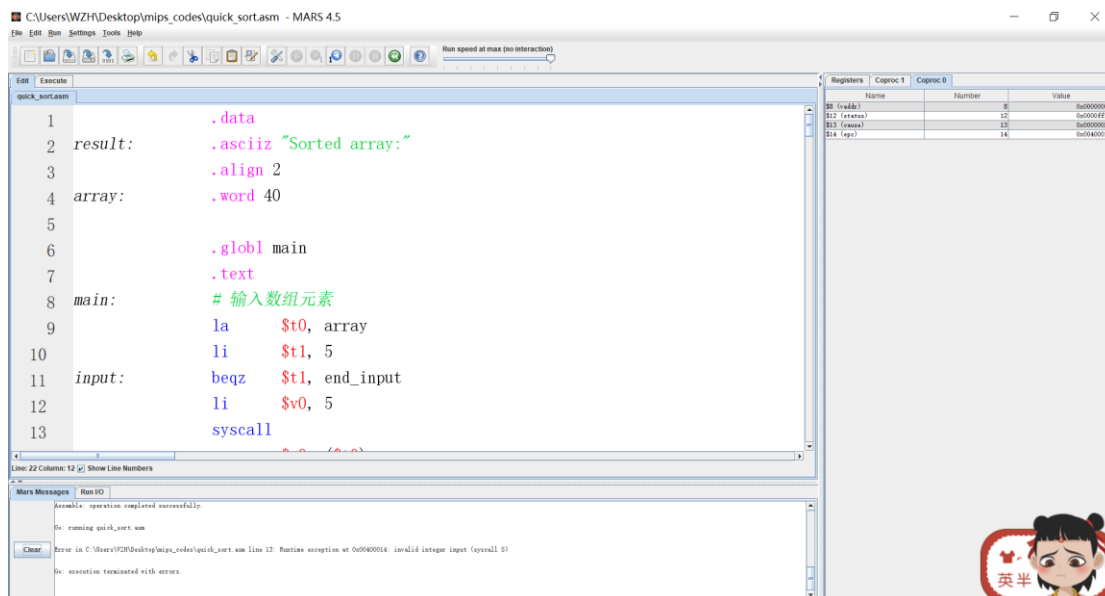 C:\Users\WZH\Desktop\mips_codes\quick_sort.asm - MARS 4.5
File Edit Run Settings Tools Help
Run speed at max (no interaction)
Edit Execute
quick_sort.asm
1 .data
2 result: .asciiz "Sorted array:"
3 .align 2
4 array: .word 40
5
6 .globl main
7 .text
8 main: # 输入数组元素
9 la $t0, array
10 li $t1, 5
11 input: beqz $t1, end_input
12 li $v0, 5
13 syscall
Line: 22 Column: 12 Show Line Numbers
Mars Messages Run I/O
Assemble: operation completed successfully.
Go: running quick_sort.asm
Error in C:\Users\WZH\Desktop\mips_codes\quick_sort.asm line 13: Runtime exception at 0x00400014: invalid integer input (syscall 5)
Go: execution terminated with errors.
Clear
Registers Coproc 1 Coproc 0
Name Number Value
$8 (vaddr) 8 0x0000000
$12 (status) 12 0x0000ff
$13 (cause) 13 0x000000
$14 (epc) 14 0x004000
英半